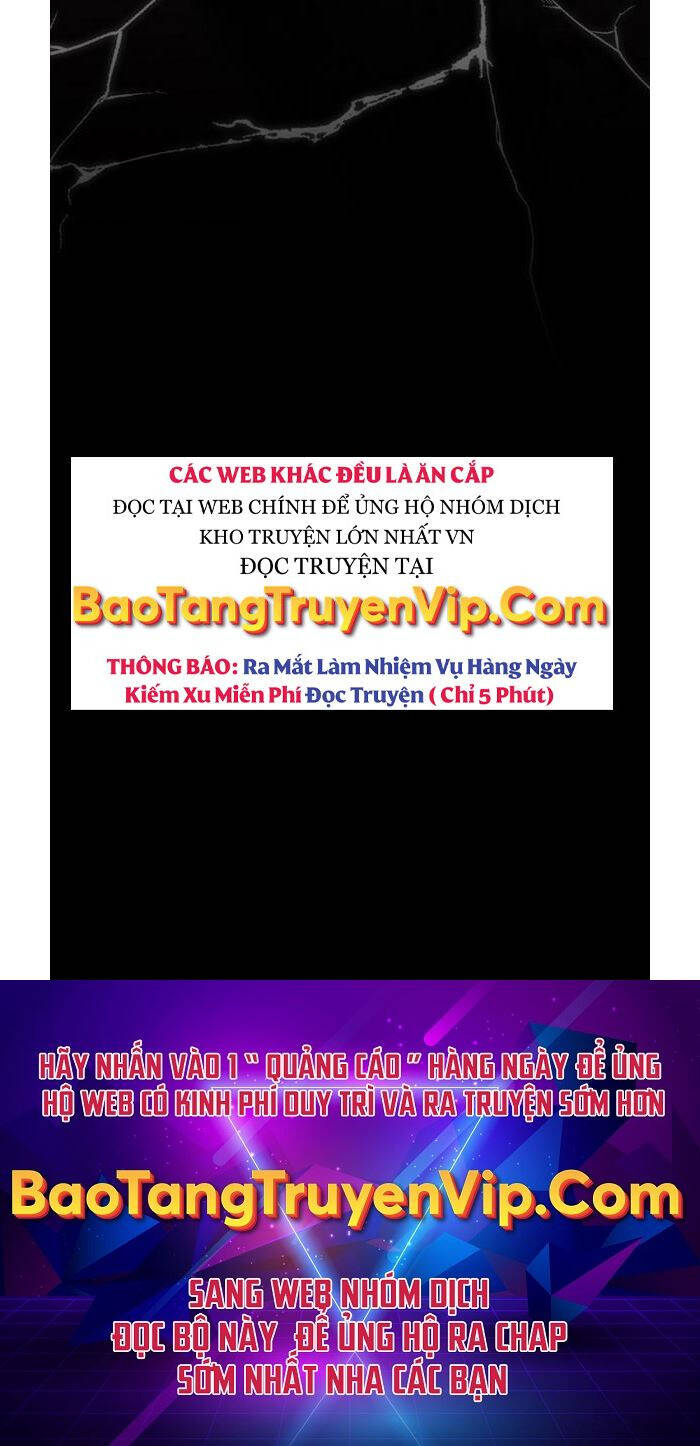 CÁC WEB KHÁC ĐỀU LÀ ĂN CẮP
ĐỌC TẠI WEB CHÍNH ĐỂ ỦNG HỘ NHÓM DỊCH
KHO TRUYỆN LỚN NHẤT VN
ĐỌC TRUYỆN TẠI
BaoTangTruyenVip.Com
THÔNG BÁO: Ra Mắt Làm Nhiệm Vụ Hàng Ngày
Kiếm Xu Miễn Phí Đọc Truyện ( Chỉ 5 Phút)
HÃY NHẤN VÀO 1 " QUẢNG CÁO " HÀNG NGÀY ĐỂ ỦNG
HỘ WEB CÓ KINH PHÍ DUY TRÌ VÀ RA TRUYỆN SỚM HƠN
BaoTangTruyenVip.Com
SANG WEB NHÓM DỊCH
ĐỌC BỘ NÀY ĐỂ ỦNG HỘ RA CHAP
SỚM NHẤT NHA CÁC BẠN